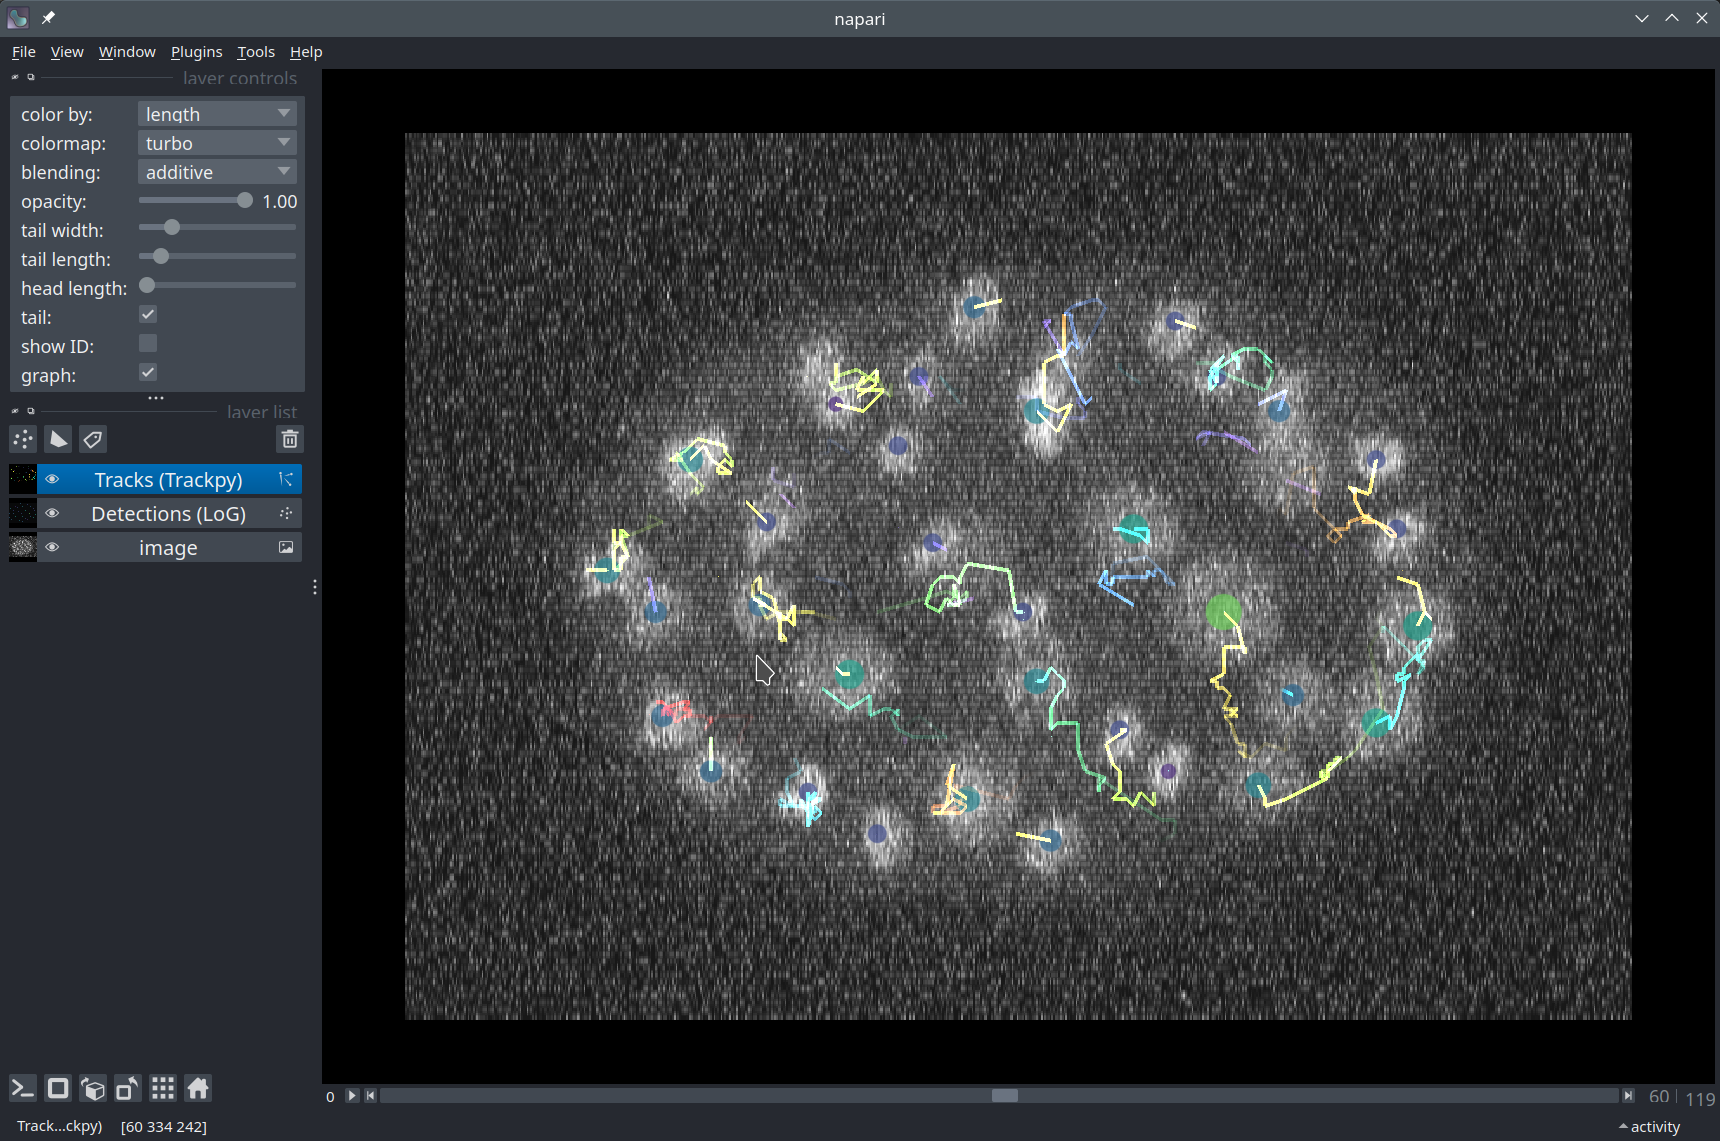 napari
File View Window Plugins Tools Help
layer controls
color by: length
colormap: turbo
blending: additive
opacity: 1.00
tail width:
tail length:
head length:
tail:
show ID:
graph:
layer list
Tracks (Trackpy)
Detections (LoG)
image
0 60 119
Track...ckpy) [60 334 242] activity